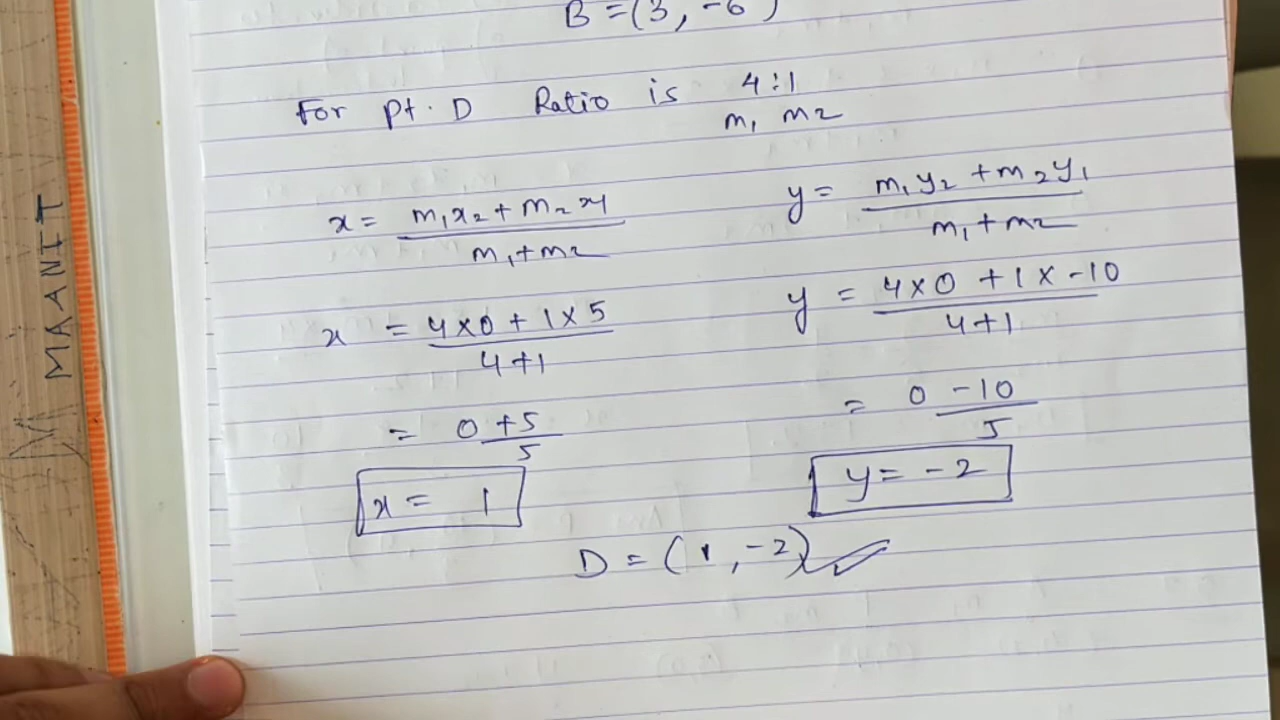 B = (3, -6)
For pt. D Ratio is 4:1
m1 m2
x = m1x2 + m2x1 / m1+m2
y = m1y2 + m2y1 / m1+m2
x = 4×0 + 1×5 / 4+1
y = 4×0 + 1×-10 / 4+1
= 0+5 / 5
= 0-10 / 5
x = 1
y = -2
D = (1, -2)
MAANIT